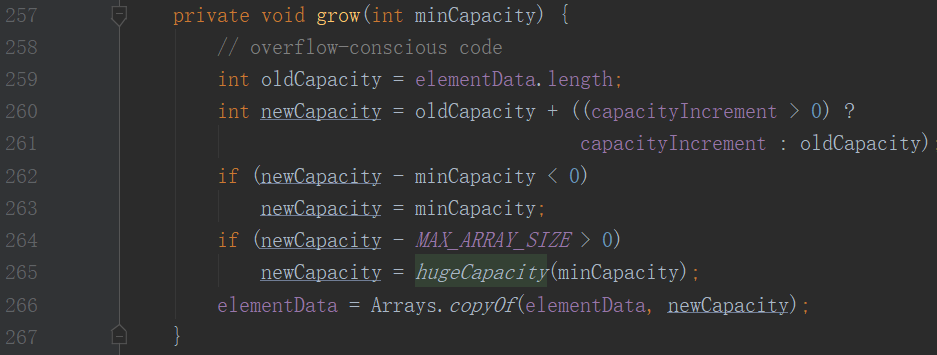 257 private void grow(int minCapacity) {
258 // overflow-conscious code
259 int oldCapacity = elementData.length;
260 int newCapacity = oldCapacity + ((capacityIncrement > 0) ?
261 capacityIncrement : oldCapacity)
262 if (newCapacity - minCapacity < 0)
263 newCapacity = minCapacity;
264 if (newCapacity - MAX_ARRAY_SIZE > 0)
265 newCapacity = hugeCapacity(minCapacity);
266 elementData = Arrays.copyOf(elementData, newCapacity);
267 }